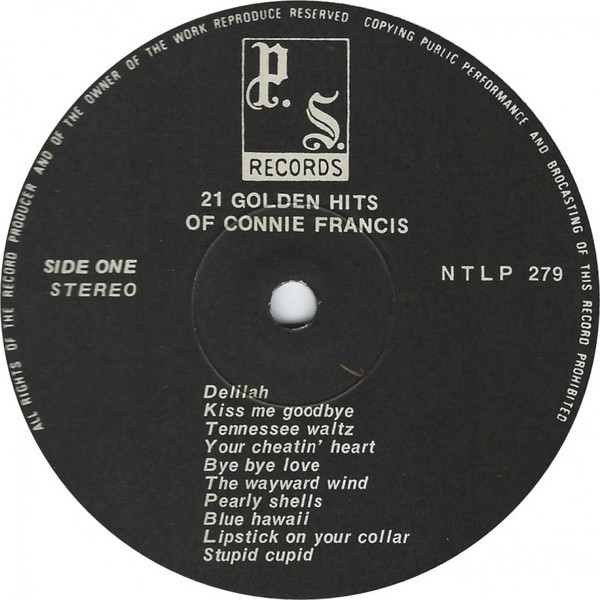 ALL RIGHTS OF THE RECORD PRODUCER AND OF THE OWNER OF THE WORK REPRODUCE RESERVED COPYING PUBLIC PERFORMANCE AND BROCASTING OF THIS RECORD PROHIBITED
P. S.
RECORDS
21 GOLDEN HITS
OF CONNIE FRANCIS
SIDE ONE
STEREO
NTLP 279
Delilah
Kiss me goodbye
Tennessee waltz
Your cheatin' heart
Bye bye love
The wayward wind
Pearly shells
Blue hawaii
Lipstick on your collar
Stupid cupid